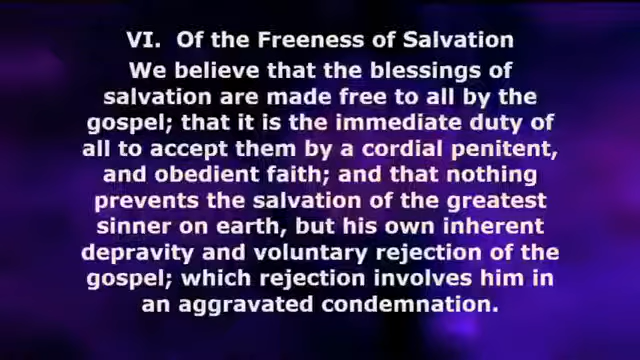 VI.  Of the Freeness of Salvation
We believe that the blessings of
salvation are made free to all by the
gospel; that it is the immediate duty of
all to accept them by a cordial penitent,
and obedient faith; and that nothing
prevents the salvation of the greatest
sinner on earth, but his own inherent
depravity and voluntary rejection of the
gospel; which rejection involves him in
an aggravated condemnation.